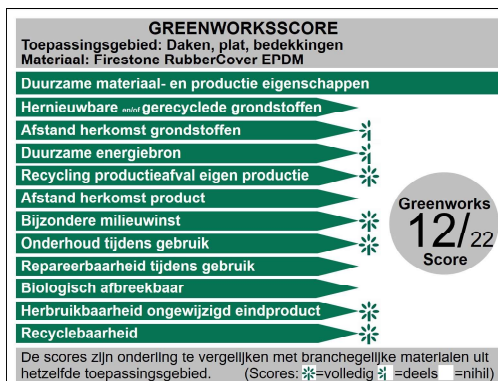 GREENWORKSSCORE
Toepassingsgebied: Daken, plat, bedekkingen
Materiaal: Firestone RubberCover EPDM
Duurzame materiaal- en productie eigenschappen
Hernieuwbare en/of gerecyclede grondstoffen
Afstand herkomst grondstoffen
Duurzame energiebron
Recycling productieafval eigen productie
Afstand herkomst product
Bijzondere milieuwinst
Onderhoud tijdens gebruik
Repareerbaarheid tijdens gebruik
Biologisch afbreekbaar
Herbruikbaarheid ongewijzigd eindproduct
Recyclebaarheid
Greenworks
12/22
Score
De scores zijn onderling te vergelijken met branchegelijke materialen uit
hetzelfde toepassingsgebied. (Scores: =volledig =deels =nihil)